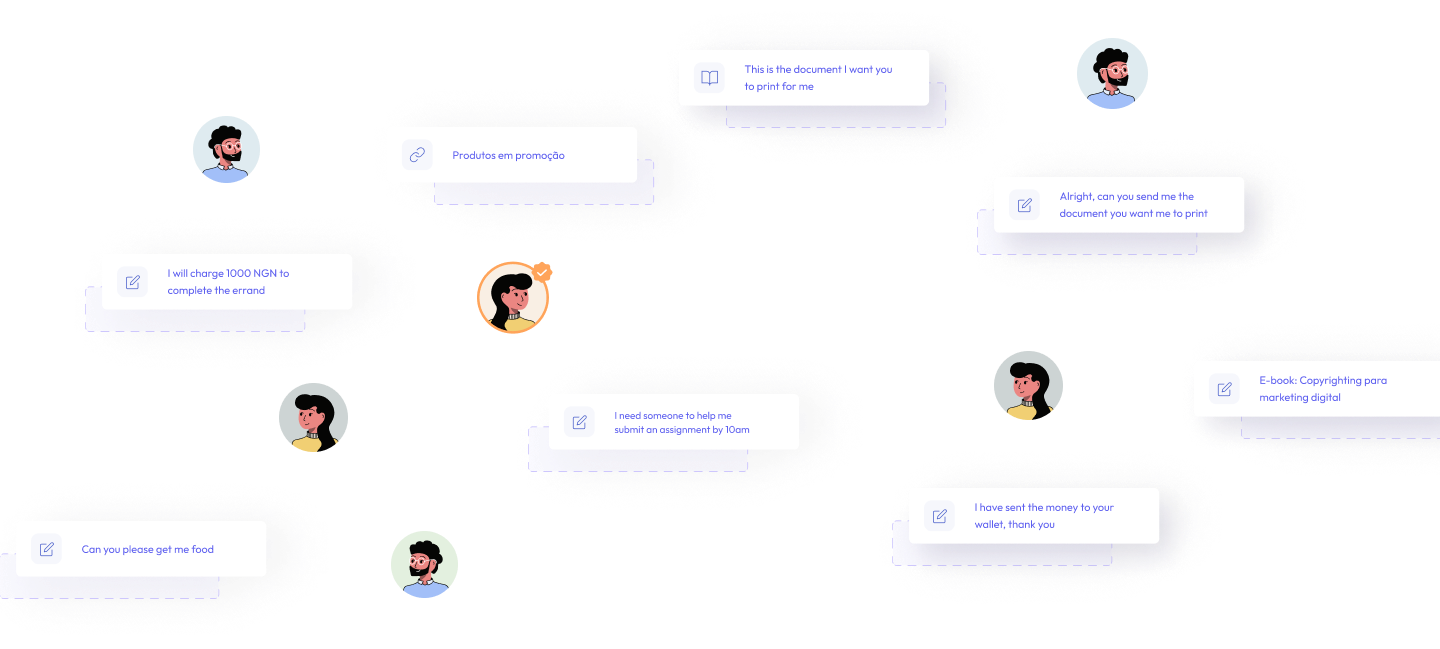 This is the document I want you
to print for me
Produtos em promoção
Alright, can you send me the
document you want me to print
I will charge 1000 NGN to
complete the errand
E-book: Copyrighting para
marketing digital
I need someone to help me
submit an assignment by 10am
I have sent the money to your
wallet, thank you
Can you please get me food